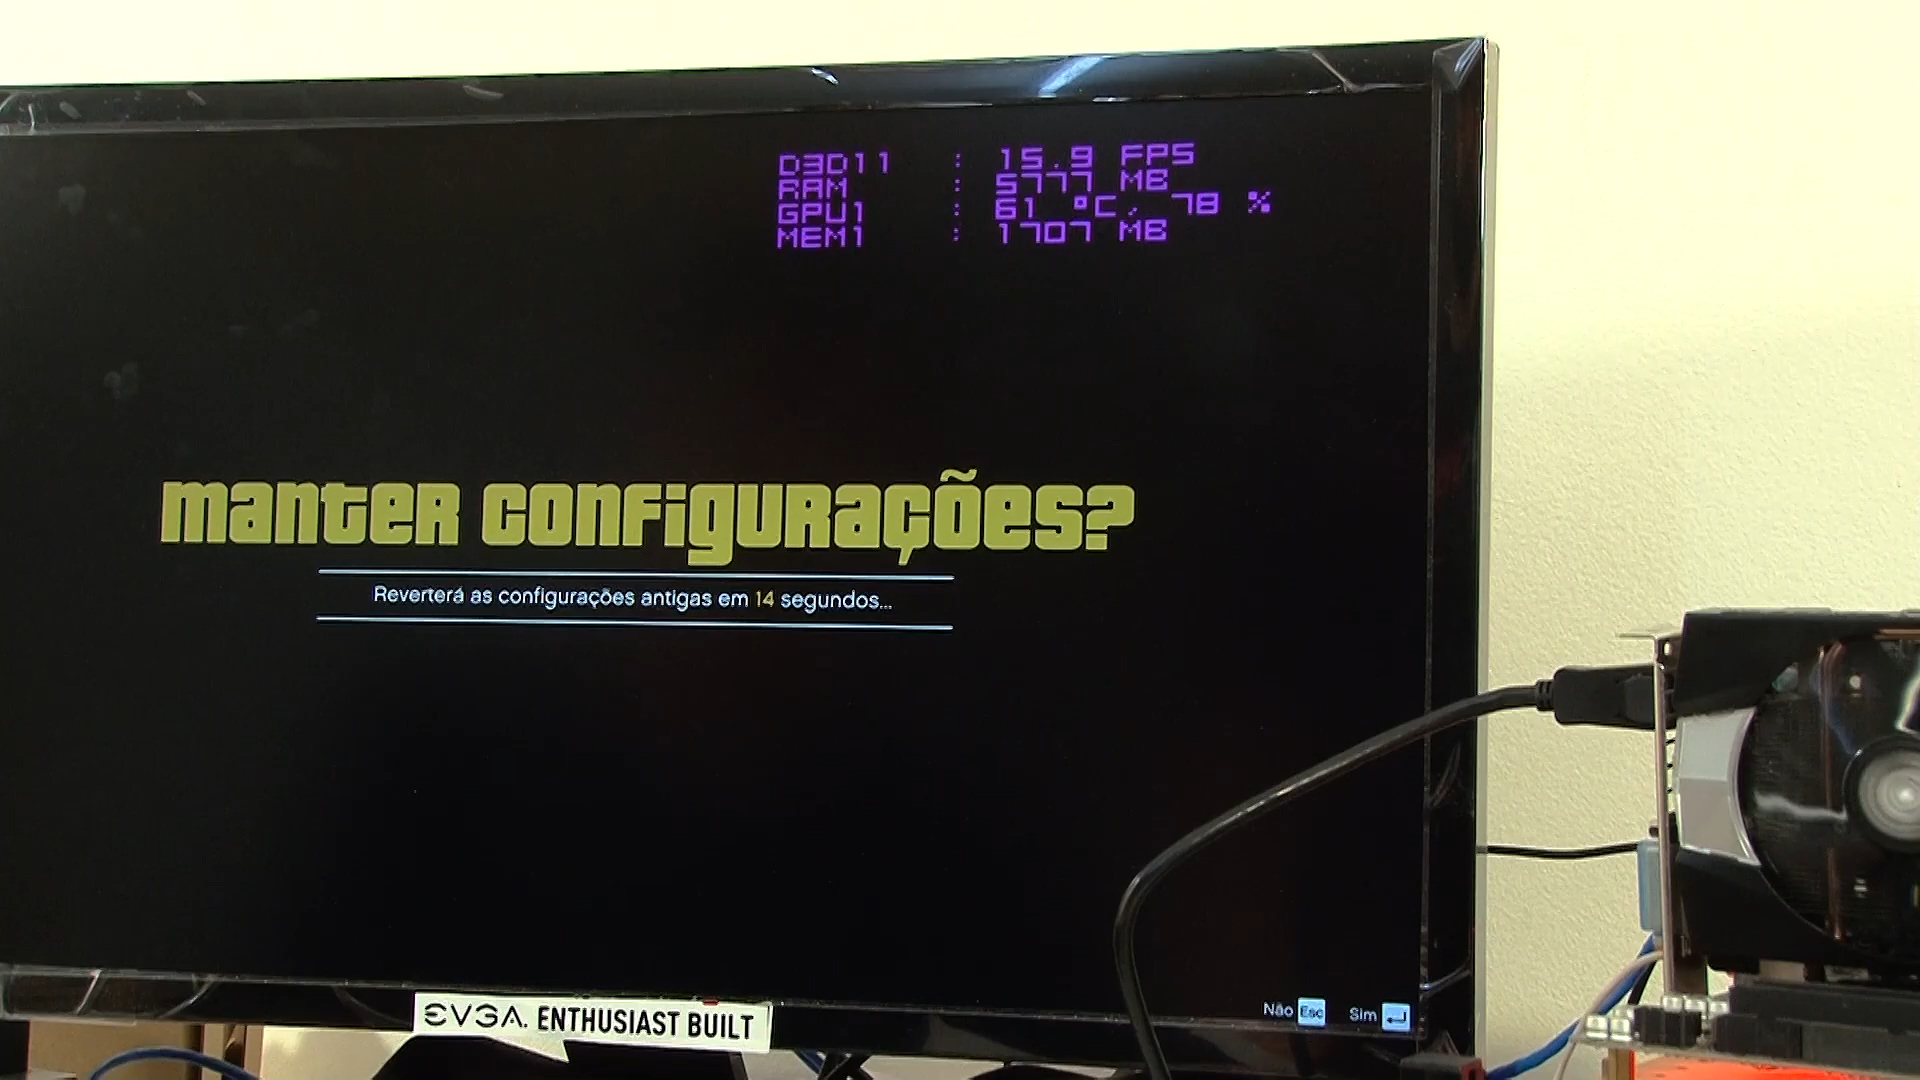 D3D11 : 15.9 FPS
RAM : 5777 MB
GPU1 : 61 °C, 78 %
MEM1 : 1707 MB
manter configurações?
Reverterá as configurações antigas em 14 segundos...
Não Esc Sim
EVGA. ENTHUSIAST BUILT